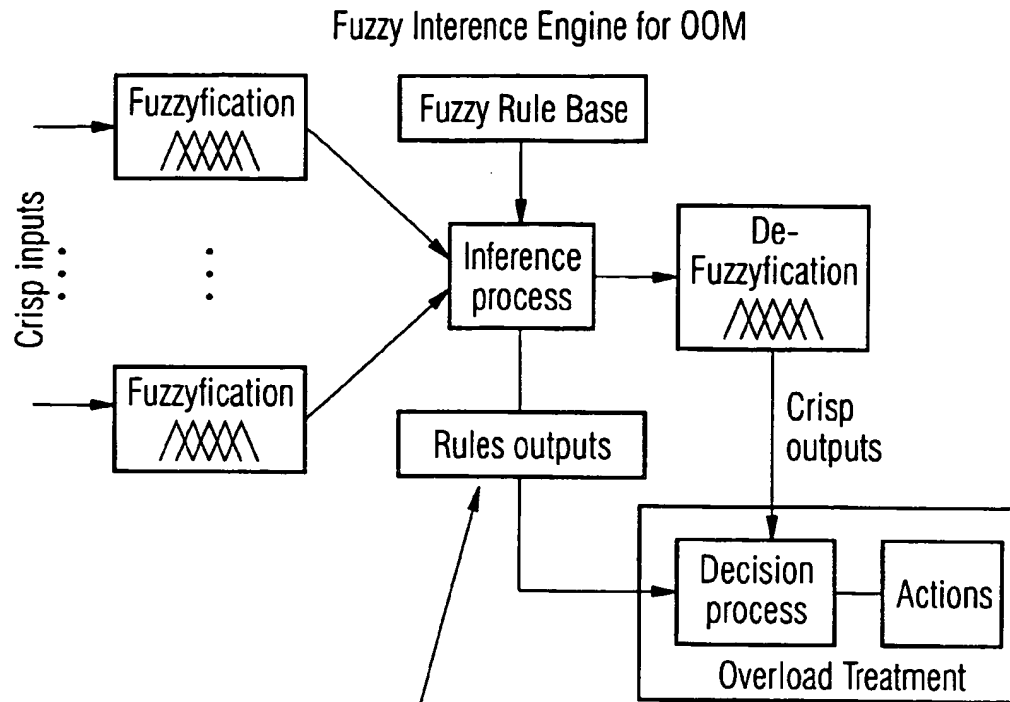 Fuzzy Interence Engine for OOM
Fuzzyfication
Fuzzy Rule Base
Crisp inputs
Inference
process
De-
Fuzzyfication
Fuzzyfication
Rules outputs
Crisp
outputs
Decision
process
Actions
Overload Treatment